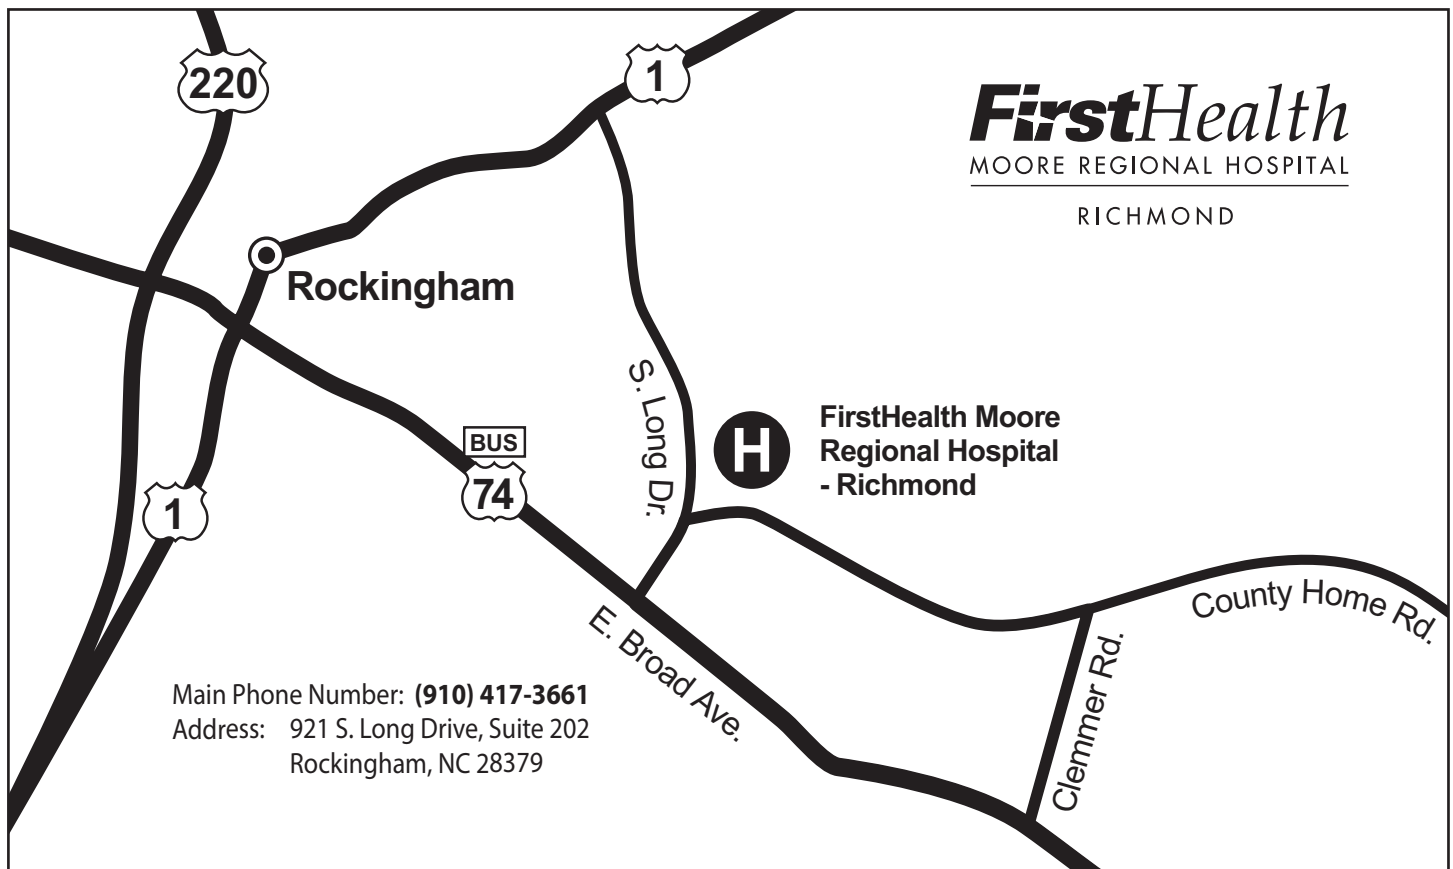 220
1
FirstHealth
MOORE REGIONAL HOSPITAL
RICHMOND
Rockingham
S. Long Dr.
H
FirstHealth Moore
Regional Hospital
- Richmond
BUS
74
1
E. Broad Ave.
County Home Rd.
Clemmer Rd.
Main Phone Number: (910) 417-3661
Address: 921 S. Long Drive, Suite 202
Rockingham, NC 28379